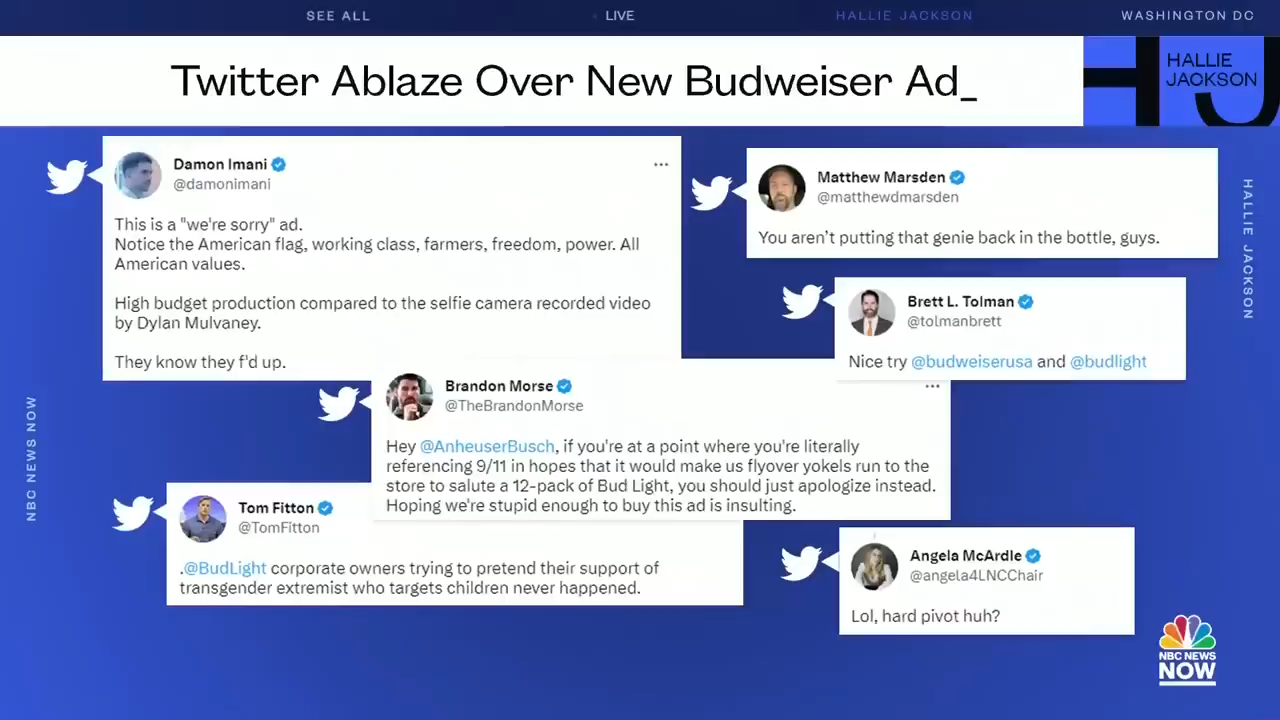 SEE ALL
LIVE
HALLIE JACKSON
WASHINGTON DC
Twitter Ablaze Over New Budweiser Ad_
HALLIE
JACKSON
Damon Imani
@damonimani
This is a "we're sorry" ad.
Notice the American flag, working class, farmers, freedom, power. All
American values.
High budget production compared to the selfie camera recorded video
by Dylan Mulvaney.
They know they f'd up.
Matthew Marsden
@matthewdmarsden
You aren't putting that genie back in the bottle, guys.
Brett L. Tolman
@tolmanbrett
Nice try @budweiserusa and @budlight
Brandon Morse
@TheBrandonMorse
Hey @AnheuserBusch, if you're at a point where you're literally
referencing 9/11 in hopes that it would make us flyover yokels run to the
store to salute a 12-pack of Bud Light, you should just apologize instead.
Hoping we're stupid enough to buy this ad is insulting.
Tom Fitton
@TomFitton
.@BudLight corporate owners trying to pretend their support of
transgender extremist who targets children never happened.
Angela McArdle
@angela4LNCChair
Lol, hard pivot huh?
HALLIE JACKSON
NBC NEWS NOW
NBC NEWS
NOW